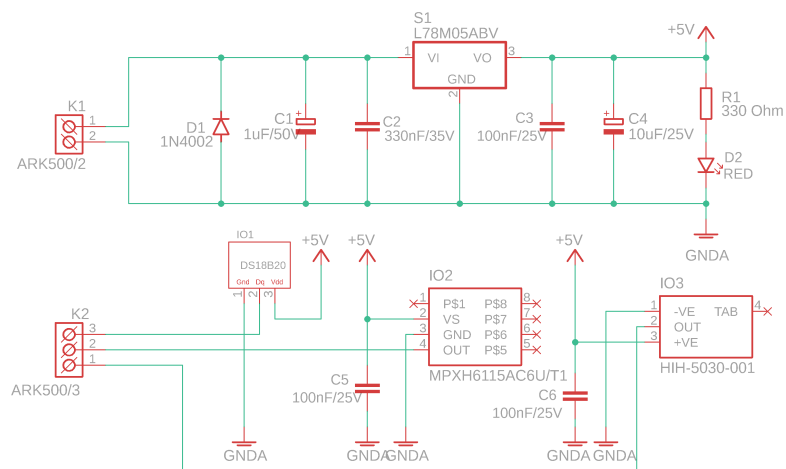 S1
L78M05ABV
+5V
1
VI
VO
3
GND
2
K1
1
2
ARK500/2
D1
1N4002
C1
+
1uF/50V
C2
330nF/35V
C3
100nF/25V
+
C4
10uF/25V
R1
330 Ohm
D2
RED
GNDA
IO1
DS18B20
Gnd Dq Vdd
1 2 3
+5V
+5V
+5V
K2
3
2
1
ARK500/3
IO2
1 P$1 P$8 8
2 VS P$7 7
3 GND P$6 6
4 OUT P$5 5
MPXH6115AC6U/T1
IO3
1 -VE TAB 4
2 OUT
3 +VE
HIH-5030-001
C5
100nF/25V
C6
100nF/25V
GNDA
GNDA
GNDA
GNDA
GNDA